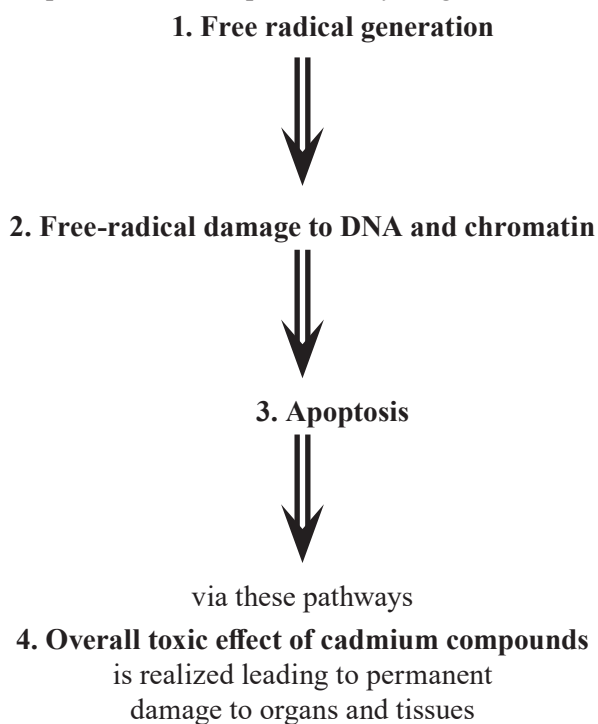 1. Free radical generation
2. Free-radical damage to DNA and chromatin
3. Apoptosis
via these pathways
4. Overall toxic effect of cadmium compounds
is realized leading to permanent
damage to organs and tissues